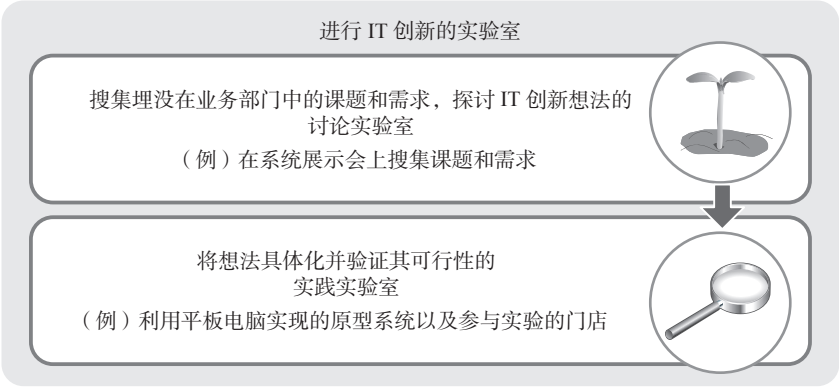 进行 IT 创新的实验室
搜集埋没在业务部门中的课题和需求，探讨 IT 创新想法的
讨论实验室
（例）在系统展示会上搜集课题和需求
将想法具体化并验证其可行性的
实践实验室
（例）利用平板电脑实现的原型系统以及参与实验的门店